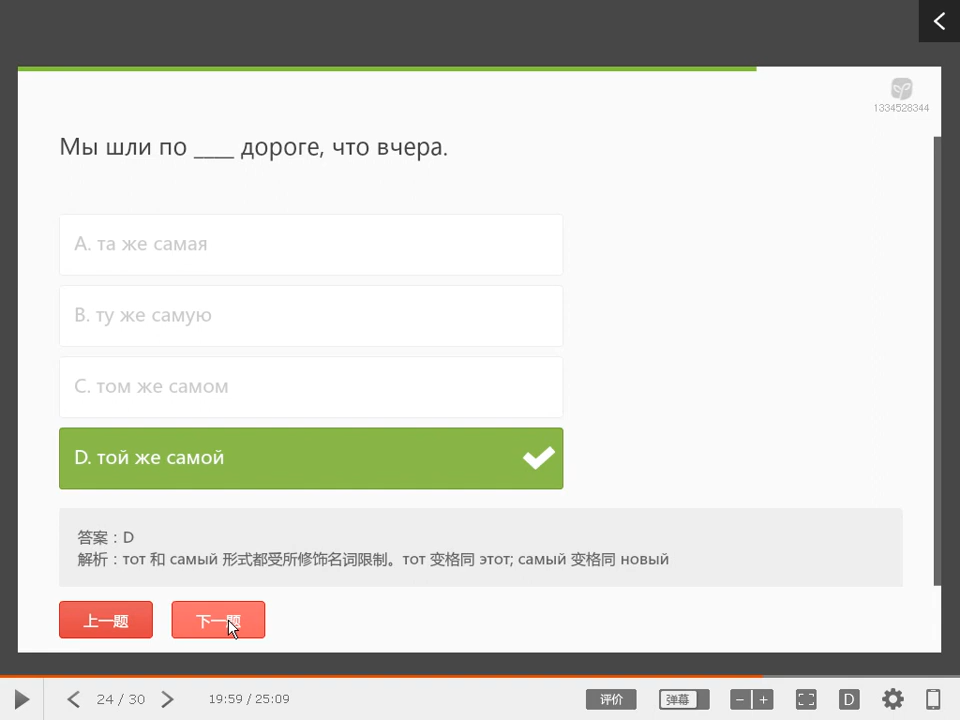 1334528344
Мы шли по ____ дороге, что вчера.
A. та же самая
B. ту же самую
C. том же самом
D. той же самой
答案：D
解析：тот 和 самый 形式都受所修饰名词限制。тот 变格同 этот; самый 变格同 новый
上一题 下一题
24 / 30 19:59 / 25:09 评价 弹幕 − + D